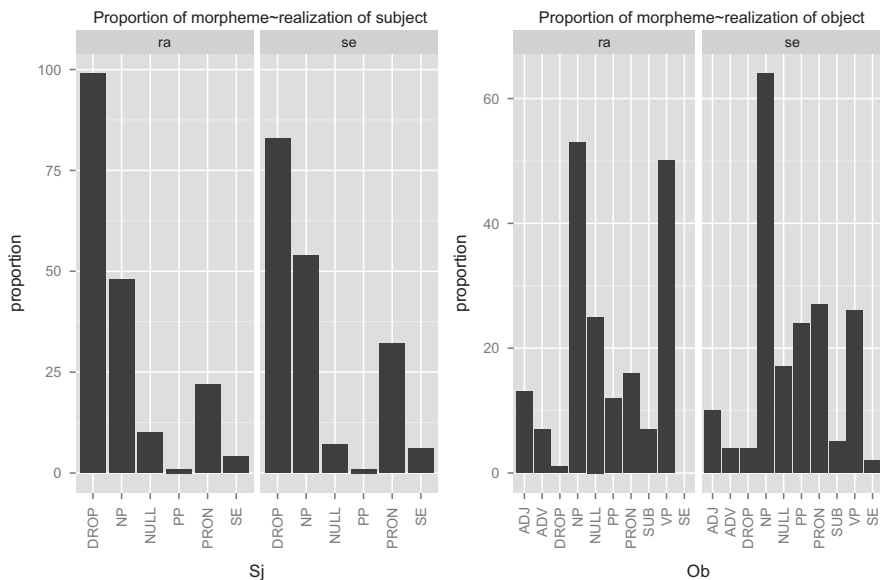 Proportion of morpheme~realization of subject
ra
se
100
75
50
25
0
proportion
DROP
NP
NULL
PP
PRON
SE
DROP
NP
NULL
PP
PRON
SE
Sj
Proportion of morpheme~realization of object
ra
se
60
40
20
0
proportion
ADJ
ADV
DROP
NP
NULL
PP
PRON
SUB
VP
SE
ADJ
ADV
DROP
NP
NULL
PP
PRON
SUB
VP
SE
Ob